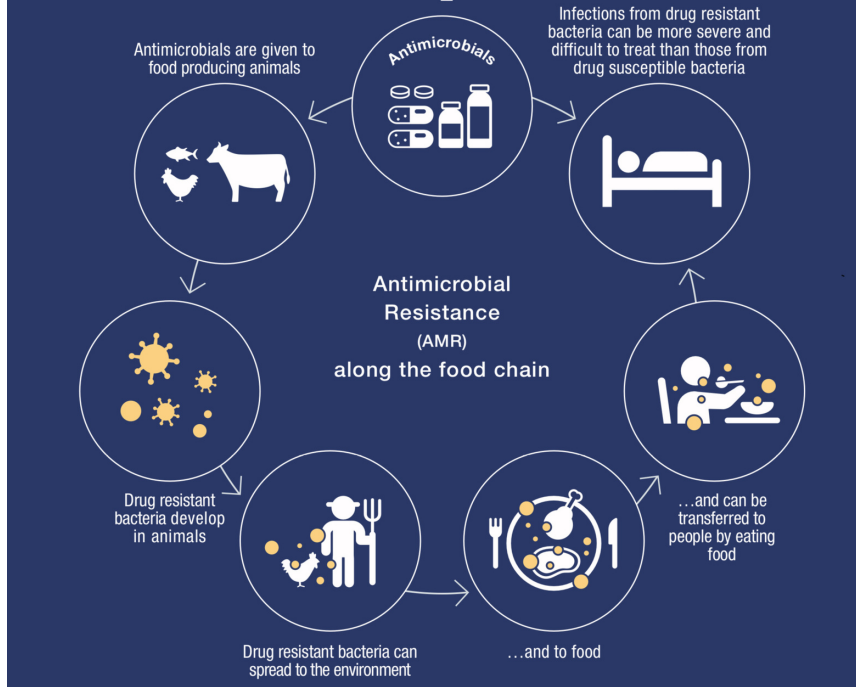 Antimicrobials
Antimicrobials are given to
food producing animals
Infections from drug resistant
bacteria can be more severe and
difficult to treat than those from
drug susceptible bacteria
Antimicrobial
Resistance
(AMR)
along the food chain
Drug resistant
bacteria develop
in animals
Drug resistant bacteria can
spread to the environment
...and to food
...and can be
transferred to
people by eating
food